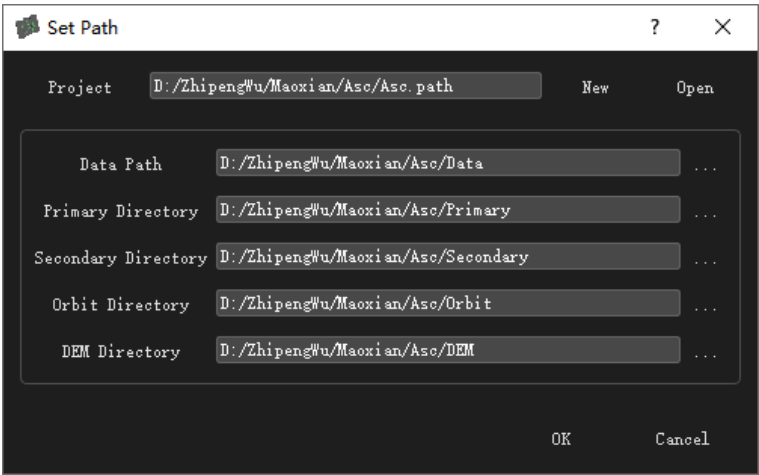 Set Path ? ×
Project D:/ZhipengWu/Maoxian/Asc/Asc.path New Open
Data Path D:/ZhipengWu/Maoxian/Asc/Data ...
Primary Directory D:/ZhipengWu/Maoxian/Asc/Primary ...
Secondary Directory D:/ZhipengWu/Maoxian/Asc/Secondary ...
Orbit Directory D:/ZhipengWu/Maoxian/Asc/Orbit ...
DEM Directory D:/ZhipengWu/Maoxian/Asc/DEM ...
OK Cancel